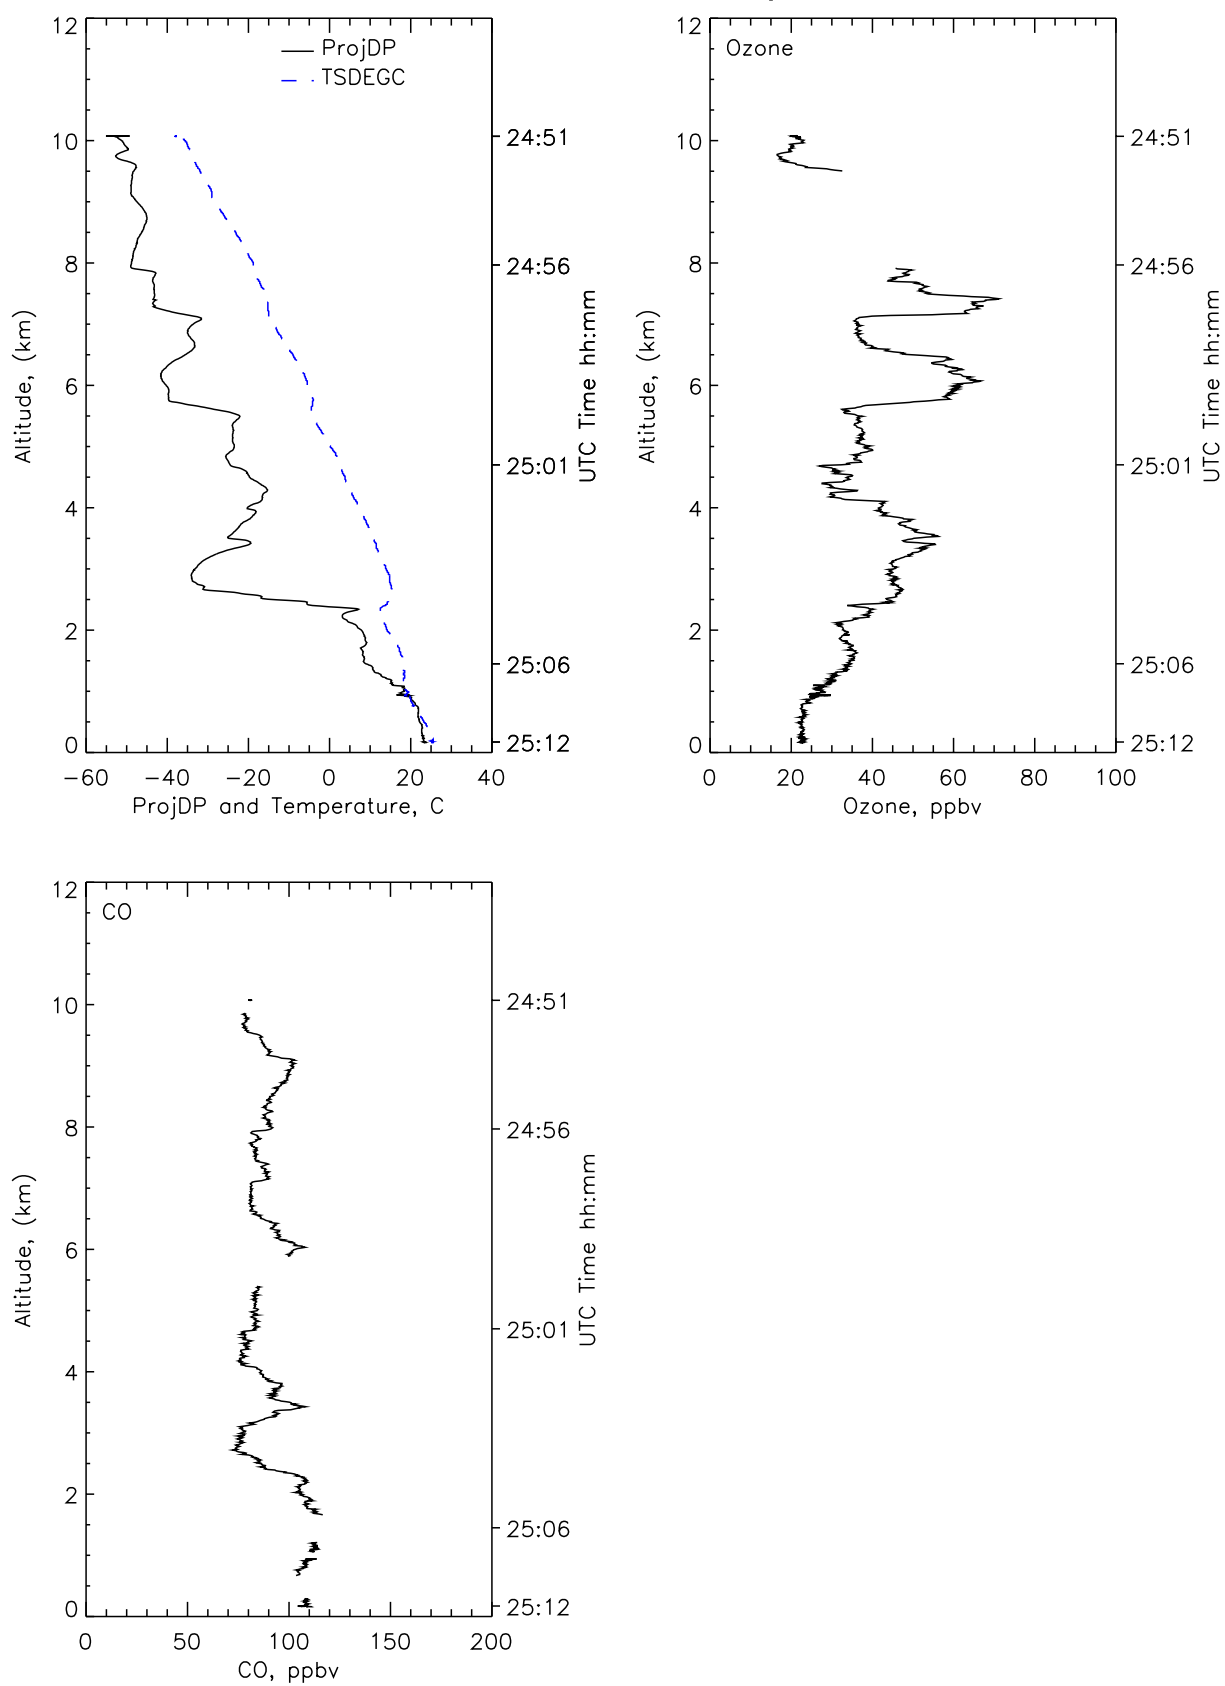 12
10
8
6
4
2
0
Altitude, (km)
ProjDP
TSDEGC
24:51
24:56
25:01
25:06
25:12
UTC Time hh:mm
−60 −40 −20 0 20 40
ProjDP and Temperature, C
12
10
8
6
4
2
0
Altitude, (km)
Ozone
24:51
24:56
25:01
25:06
25:12
UTC Time hh:mm
0 20 40 60 80 100
Ozone, ppbv
12
10
8
6
4
2
0
Altitude, (km)
CO
24:51
24:56
25:01
25:06
25:12
UTC Time hh:mm
0 50 100 150 200
CO, ppbv